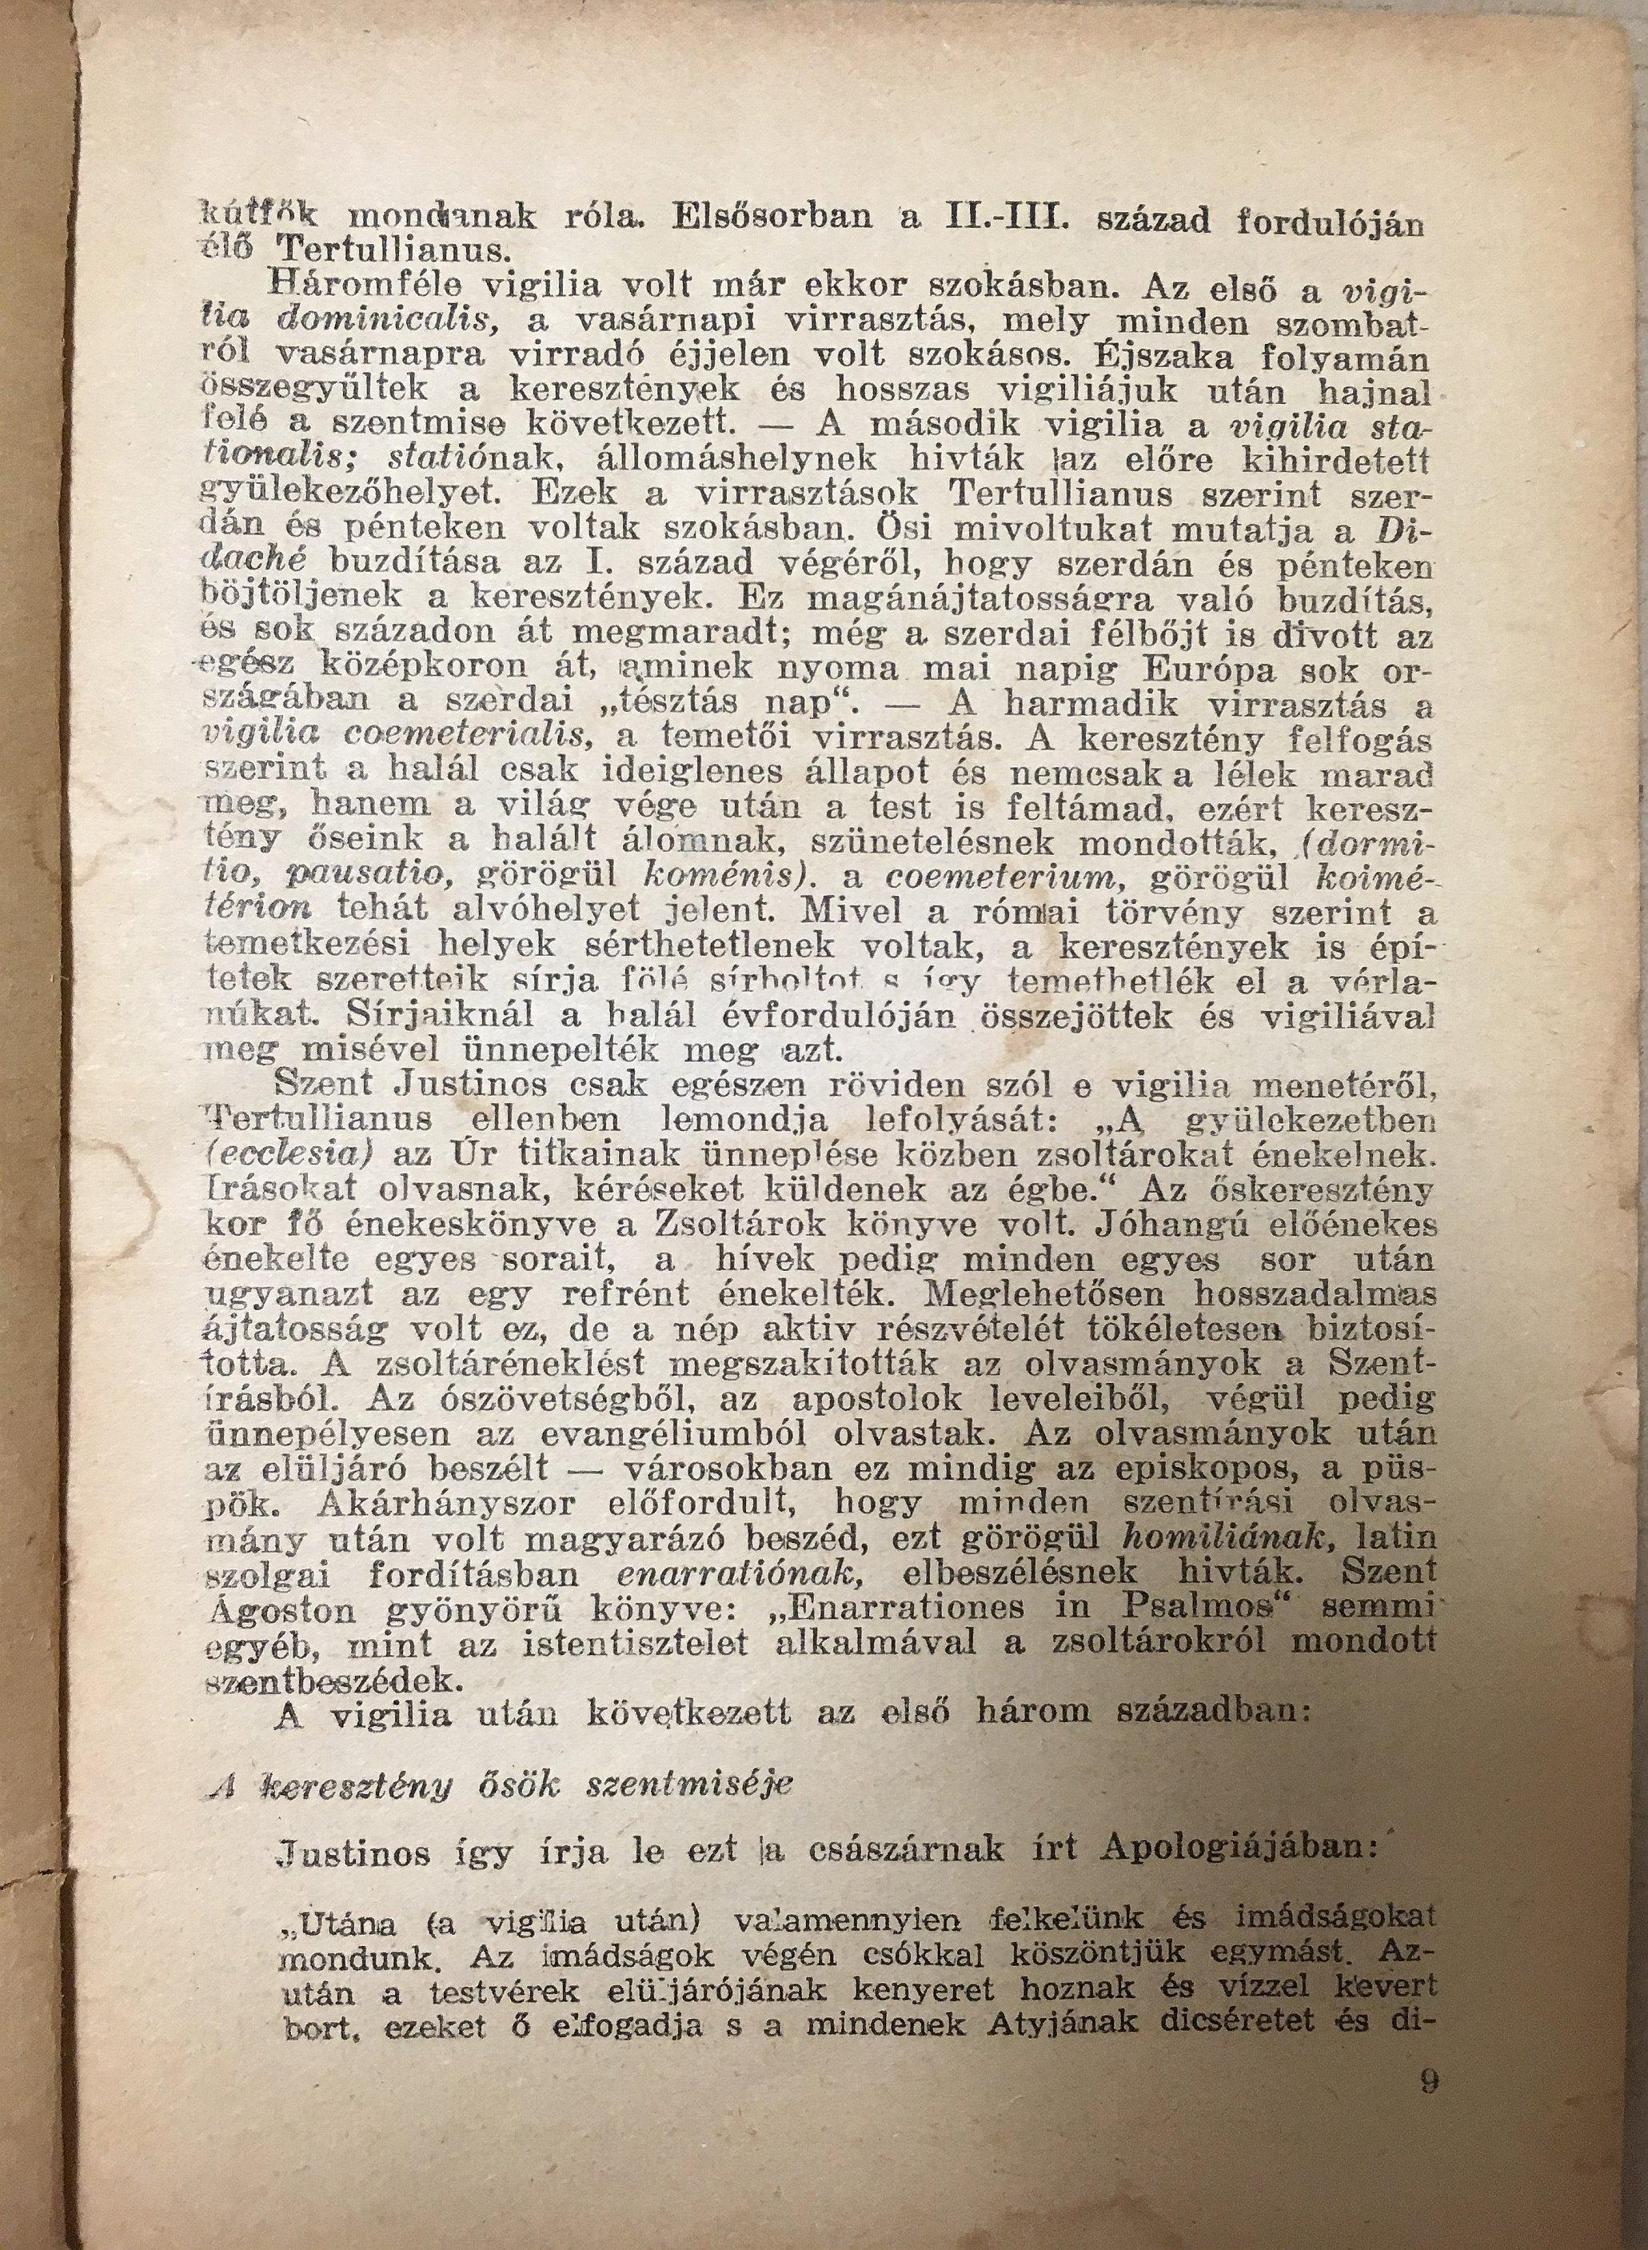 kútfők mondanak róla. Elsősorban a II.-III. század fordulóján
élő Tertullianus.
Háromféle vigilia volt már ekkor szokásban. Az első a vigi-
lia dominicalis, a vasárnapi virrasztás, mely minden szombat-
ról vasárnapra virradó éjjelen volt szokásos. Éjszaka folyamán
összegyűltek a keresztények és hosszas vigiliájuk után hajnal
felé a szentmise következett. — A második vigilia a vigilia sta-
tionalis; statiónak, állomáshelynek hivták az előre kihirdetett
gyülekezőhelyet. Ezek a virrasztások Tertullianus szerint szer-
dán és pénteken voltak szokásban. Ősi mivoltukat mutatja a Di-
daché buzdítása az I. század végéről, hogy szerdán és pénteken
böjtöljenek a keresztények. Ez magánájtatosságra való buzdítás,
és sok századon át megmaradt; még a szerdai félbőjt is divott az
egész középkoron át, aminek nyoma mai napig Európa sok or-
szágában a szerdai „tésztás nap“. — A harmadik virrasztás a
vigilia coemeterialis, a temetői virrasztás. A keresztény felfogás
szerint a halál csak ideiglenes állapot és nemcsak a lélek marad
meg, hanem a világ vége után a test is feltámad, ezért keresz-
tény őseink a halált álomnak, szünetelésnek mondották, (dormi-
tio, pausatio, görögül koménis). a coemeterium, görögül koimé-
térion tehát alvóhelyet jelent. Mivel a római törvény szerint a
temetkezési helyek sérthetetlenek voltak, a keresztények is épí-
tetek szeretteik sírja fölé sírboltot s így temethetlék el a vérta-
núkat. Sírjaiknál a halál évfordulóján összejöttek és vigiliával
meg misével ünnepelték meg azt.
Szent Justinos csak egészen röviden szól e vigilia menetéről,
Tertullianus ellenben lemondja lefolyását: „A gyülekezetben
(ecclesia) az Úr titkainak ünneplése közben zsoltárokat énekelnek.
Írásokat olvasnak, kéréseket küldenek az égbe.“ Az őskeresztény
kor fő énekeskönyve a Zsoltárok könyve volt. Jóhangú előénekes
énekelte egyes sorait, a hívek pedig minden egyes sor után
ugyanazt az egy refrént énekelték. Meglehetősen hosszadalmas
ájtatosság volt ez, de a nép aktiv részvételét tökéletesen biztosí-
totta. A zsoltáréneklést megszakították az olvasmányok a Szent-
írásból. Az ószövetségből, az apostolok leveleiből, végül pedig
ünnepélyesen az evangéliumból olvastak. Az olvasmányok után
az elüljáró beszélt — városokban ez mindig az episkopos, a püs-
pök. Akárhányszor előfordult, hogy minden szentírási olvas-
mány után volt magyarázó beszéd, ezt görögül homiliának, latin
szolgai fordításban enarratiónak, elbeszélésnek hivták. Szent
Ágoston gyönyörű könyve: „Enarrationes in Psalmos“ semmi
egyéb, mint az istentisztelet alkalmával a zsoltárokról mondott
szentbeszédek.
A vigilia után következett az első három században:
A keresztény ősök szentmiséje
Justinos így írja le ezt a császárnak írt Apologiájában:
„Utána (a vigilia után) valamennyien felkelünk és imádságokat
mondunk. Az imádságok végén csókkal köszöntjük egymást. Az-
után a testvérek elüljárójának kenyeret hoznak és vízzel kevert
bort, ezeket ő elfogadja s a mindenek Atyjának dicséretet és di-
9